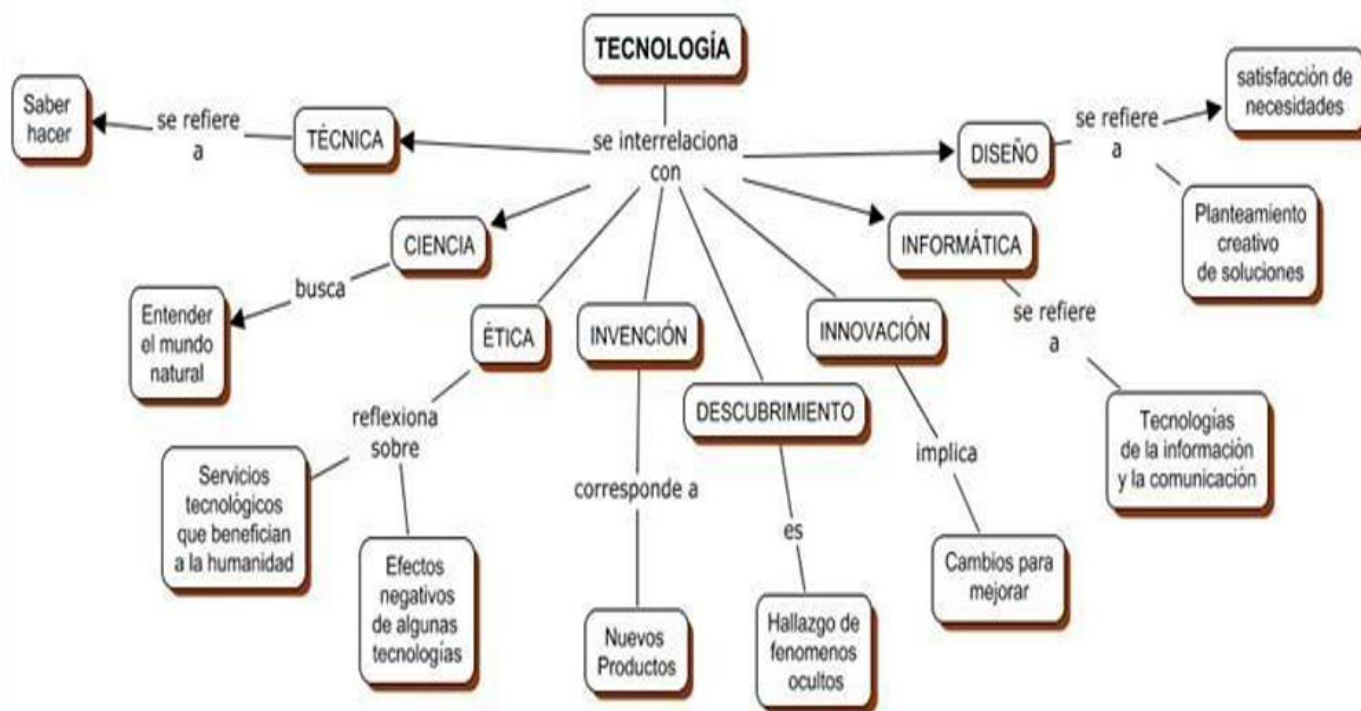 TECNOLOGÍA
se interrelaciona
con
TÉCNICA
se refiere
a
Saber
hacer
CIENCIA
busca
Entender
el mundo
natural
ÉTICA
reflexiona
sobre
Servicios
tecnológicos
que benefician
a la humanidad
Efectos
negativos
de algunas
tecnologías
INVENCIÓN
corresponde a
Nuevos
Productos
DESCUBRIMIENTO
es
Hallazgo de
fenomenos
ocultos
INNOVACIÓN
implica
Cambios para
mejorar
INFORMÁTICA
se refiere
a
Tecnologías
de la información
y la comunicación
DISEÑO
se refiere
a
satisfacción de
necesidades
Planteamiento
creativo
de soluciones